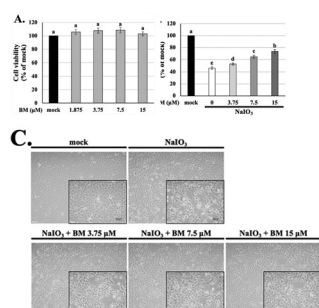 A.
120
100
80
60
40
20
0
Cell viability
(% of mock)
a a a a a
BM (μM) mock 1.875 3.75 7.5 15
100
80
60
40
20
0
(% of mock)
a e d c b
(μM) mock 0 3.75 7.5 15
NaIO₃
C.
mock NaIO₃
NaIO₃ + BM 3.75 μM NaIO₃ + BM 7.5 μM NaIO₃ + BM 15 μM